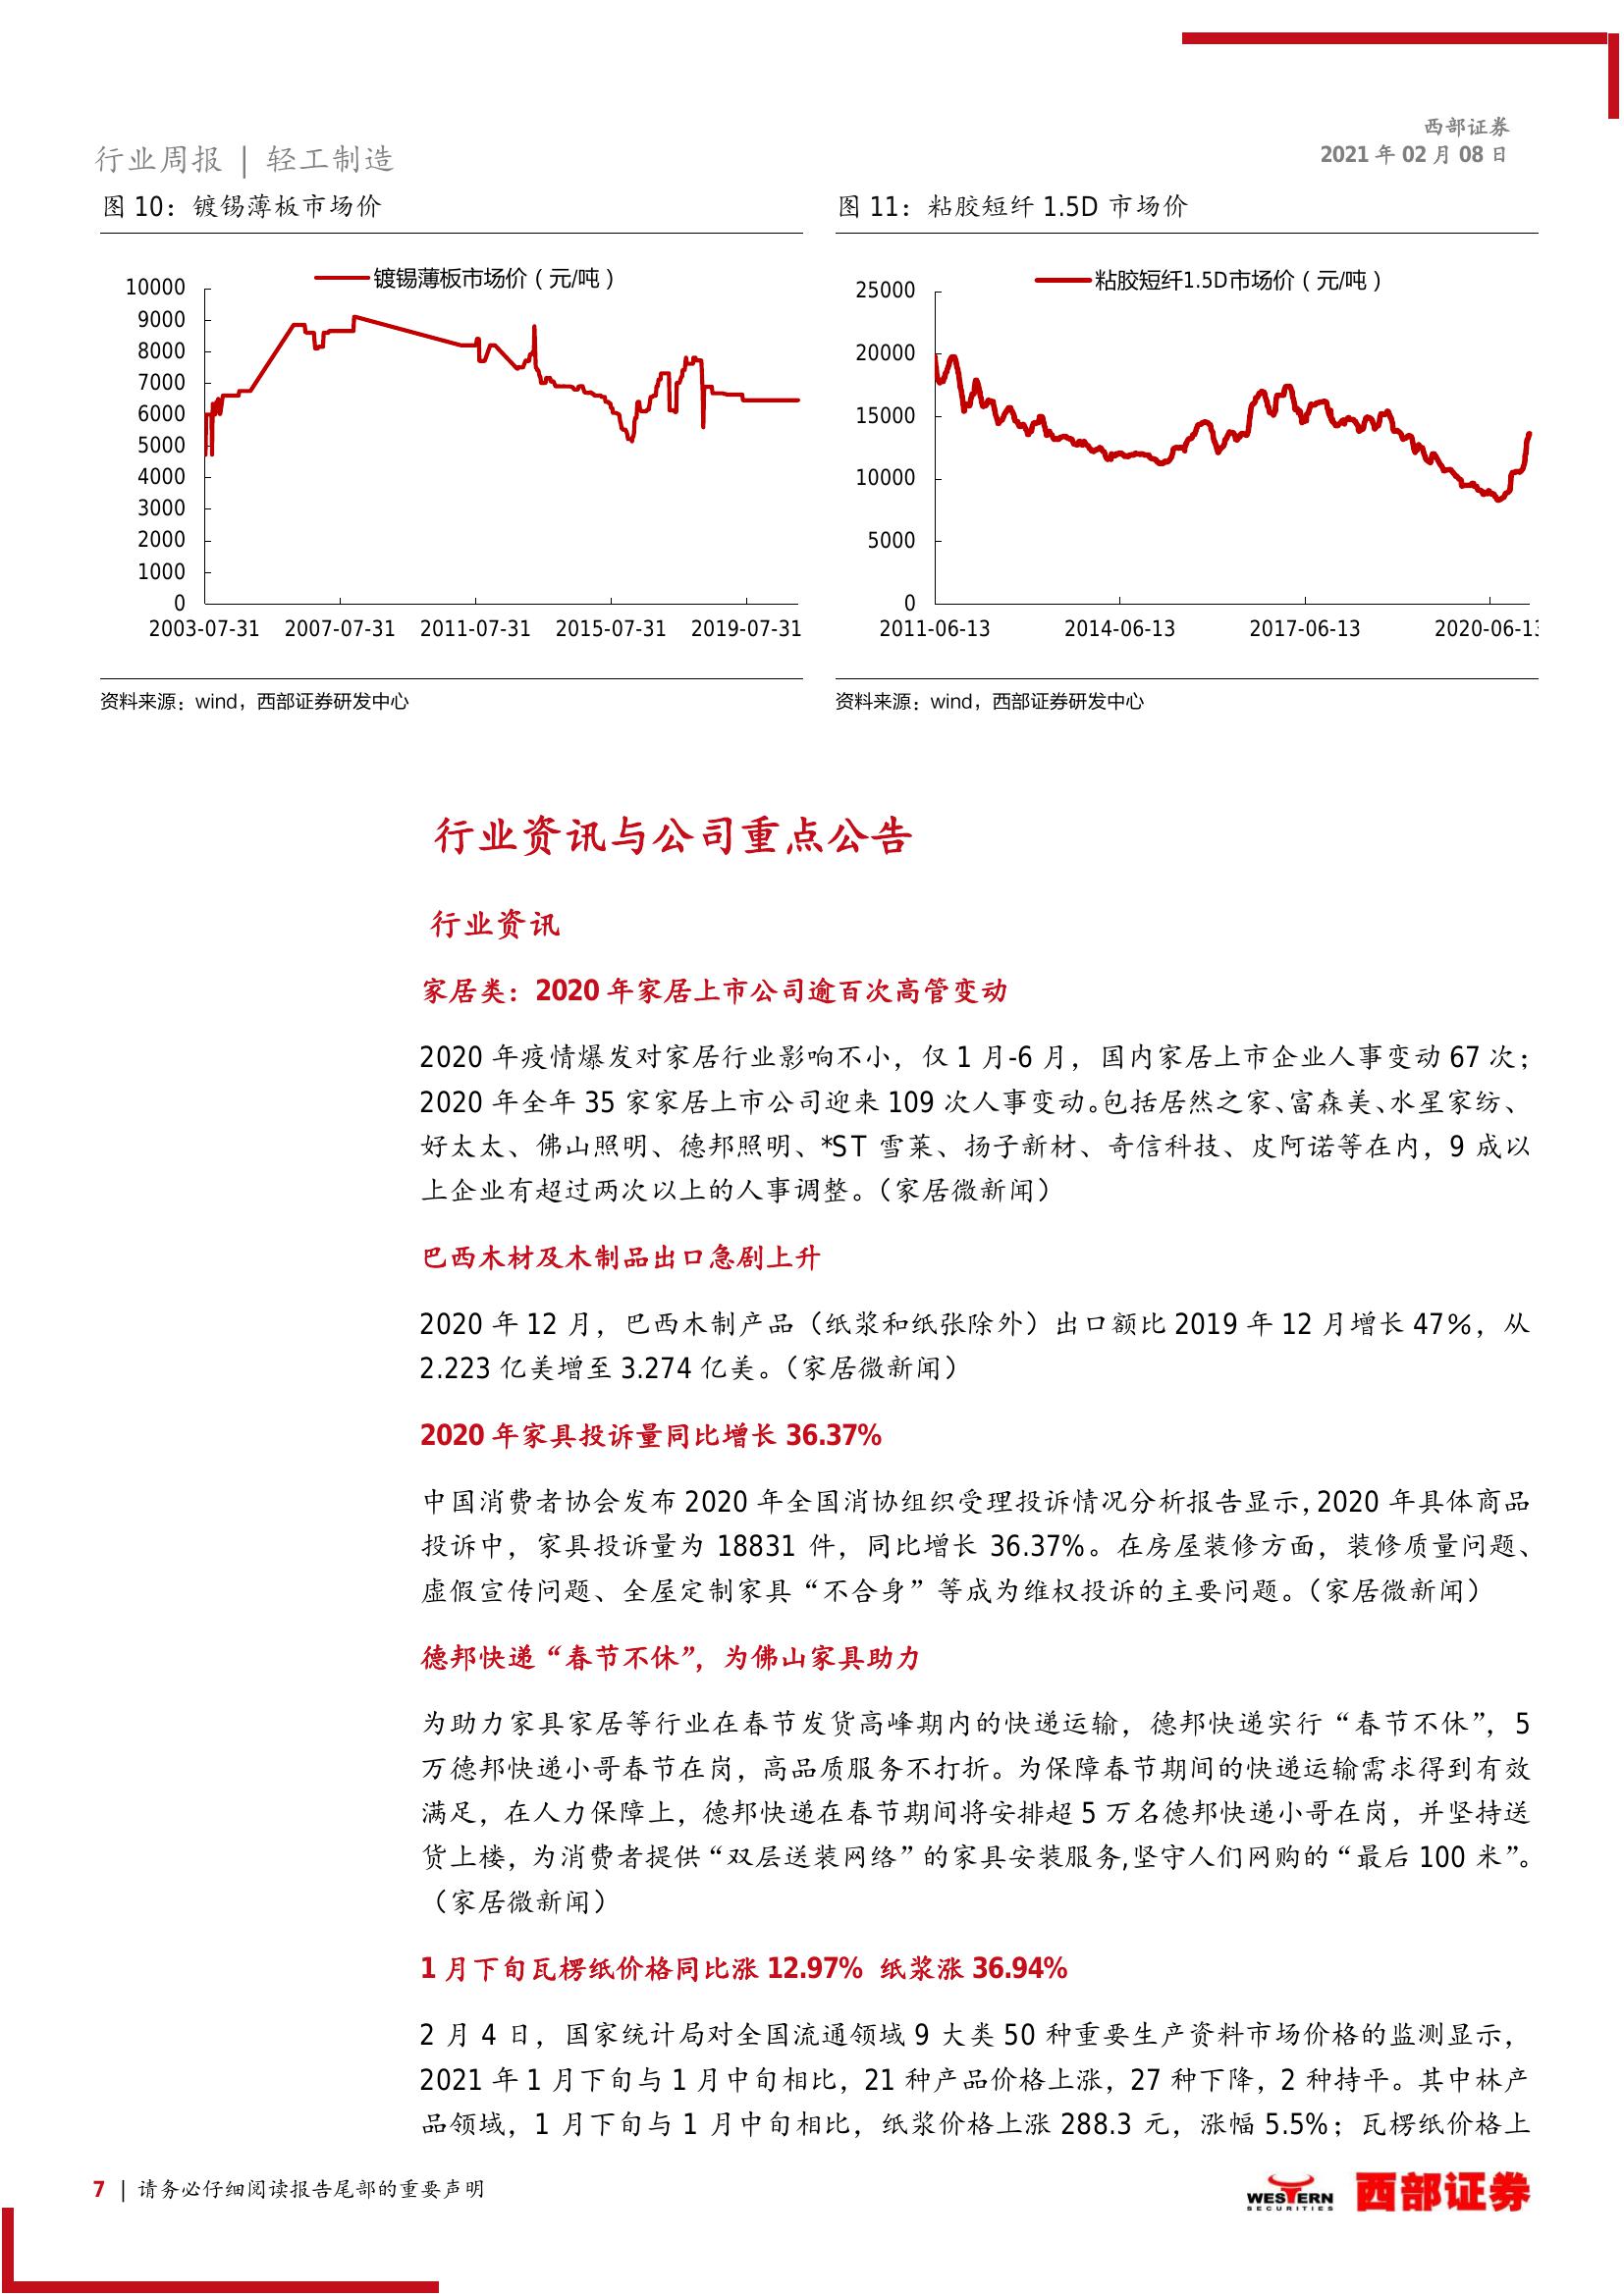 西部证券
2021 年 02 月 08 日
行业周报 | 轻工制造
图 10：镀锡薄板市场价
镀锡薄板市场价（元/吨）
10000
9000
8000
7000
6000
5000
4000
3000
2000
1000
0
2003-07-31 2007-07-31 2011-07-31 2015-07-31 2019-07-31
资料来源：wind，西部证券研发中心
图 11：粘胶短纤 1.5D 市场价
粘胶短纤1.5D市场价（元/吨）
25000
20000
15000
10000
5000
0
2011-06-13 2014-06-13 2017-06-13 2020-06-13
资料来源：wind，西部证券研发中心
行业资讯与公司重点公告
行业资讯
家居类：2020 年家居上市公司逾百次高管变动
2020 年疫情爆发对家居行业影响不小，仅 1 月-6 月，国内家居上市企业人事变动 67 次；
2020 年全年 35 家家居上市公司迎来 109 次人事变动。包括居然之家、富森美、水星家纺、
好太太、佛山照明、德邦照明、*ST 雪莱、扬子新材、奇信科技、皮阿诺等在内，9 成以
上企业有超过两次以上的人事调整。（家居微新闻）
巴西木材及木制品出口急剧上升
2020 年 12 月，巴西木制产品（纸浆和纸张除外）出口额比 2019 年 12 月增长 47%，从
2.223 亿美增至 3.274 亿美。（家居微新闻）
2020 年家具投诉量同比增长 36.37%
中国消费者协会发布 2020 年全国消协组织受理投诉情况分析报告显示，2020 年具体商品
投诉中，家具投诉量为 18831 件，同比增长 36.37%。在房屋装修方面，装修质量问题、
虚假宣传问题、全屋定制家具“不合身”等成为维权投诉的主要问题。（家居微新闻）
德邦快递“春节不休”，为佛山家具助力
为助力家具家居等行业在春节发货高峰期内的快递运输，德邦快递实行“春节不休”，5
万德邦快递小哥春节在岗，高品质服务不打折。为保障春节期间的快递运输需求得到有效
满足，在人力保障上，德邦快递在春节期间将安排超 5 万名德邦快递小哥在岗，并坚持送
货上楼，为消费者提供“双层送装网络”的家具安装服务,坚守人们网购的“最后 100 米”。
（家居微新闻）
1 月下旬瓦楞纸价格同比涨 12.97% 纸浆涨 36.94%
2 月 4 日，国家统计局对全国流通领域 9 大类 50 种重要生产资料市场价格的监测显示，
2021 年 1 月下旬与 1 月中旬相比，21 种产品价格上涨，27 种下降，2 种持平。其中林产
品领域，1 月下旬与 1 月中旬相比，纸浆价格上涨 288.3 元，涨幅 5.5%；瓦楞纸价格上
7 | 请务必仔细阅读报告尾部的重要声明
WESTERN
SECURITIES
西部证券